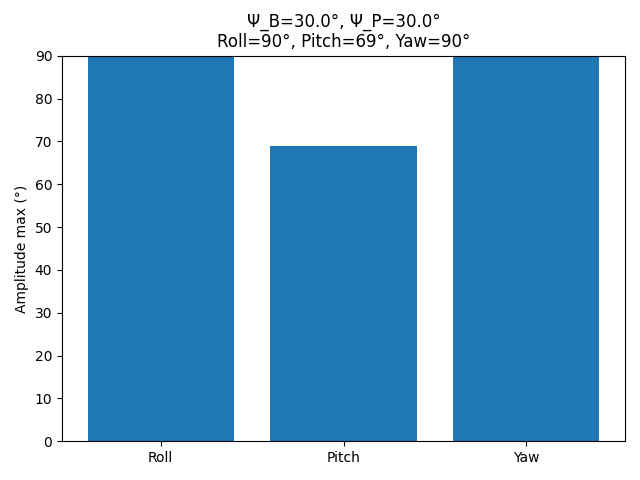 Ψ_B=30.0°, Ψ_P=30.0°
Roll=90°, Pitch=69°, Yaw=90°
90
80
70
60
50
40
30
20
10
0
Amplitude max (°)
Roll
Pitch
Yaw